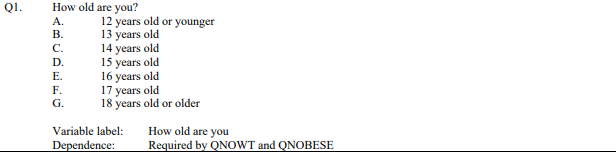 Q1. How old are you?
A. 12 years old or younger
B. 13 years old
C. 14 years old
D. 15 years old
E. 16 years old
F. 17 years old
G. 18 years old or older
Variable label: How old are you
Dependence: Required by QNOWT and QNOBESE